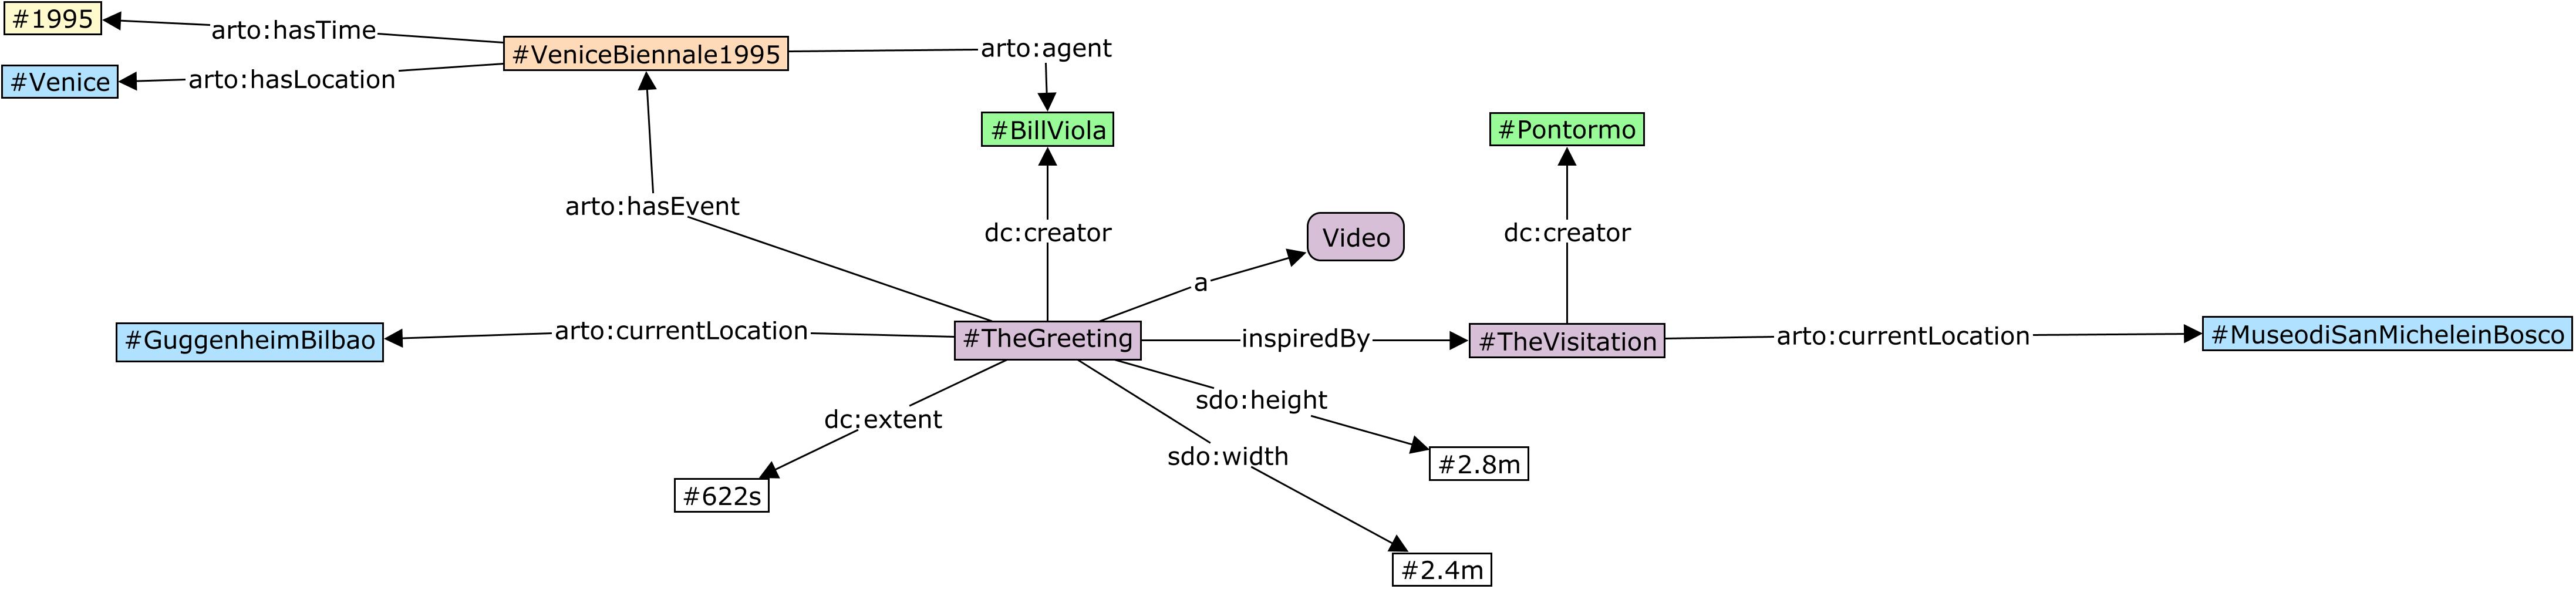 #1995
arto:hasTime
#VeniceBiennale1995
arto:agent
#Venice
arto:hasLocation
#BillViola
#Pontormo
arto:hasEvent
dc:creator
Video
dc:creator
a
#GuggenheimBilbao
arto:currentLocation
#TheGreeting
inspiredBy
#TheVisitation
arto:currentLocation
#MuseodiSanMicheleinBosco
dc:extent
sdo:height
sdo:width
#2.8m
#622s
#2.4m